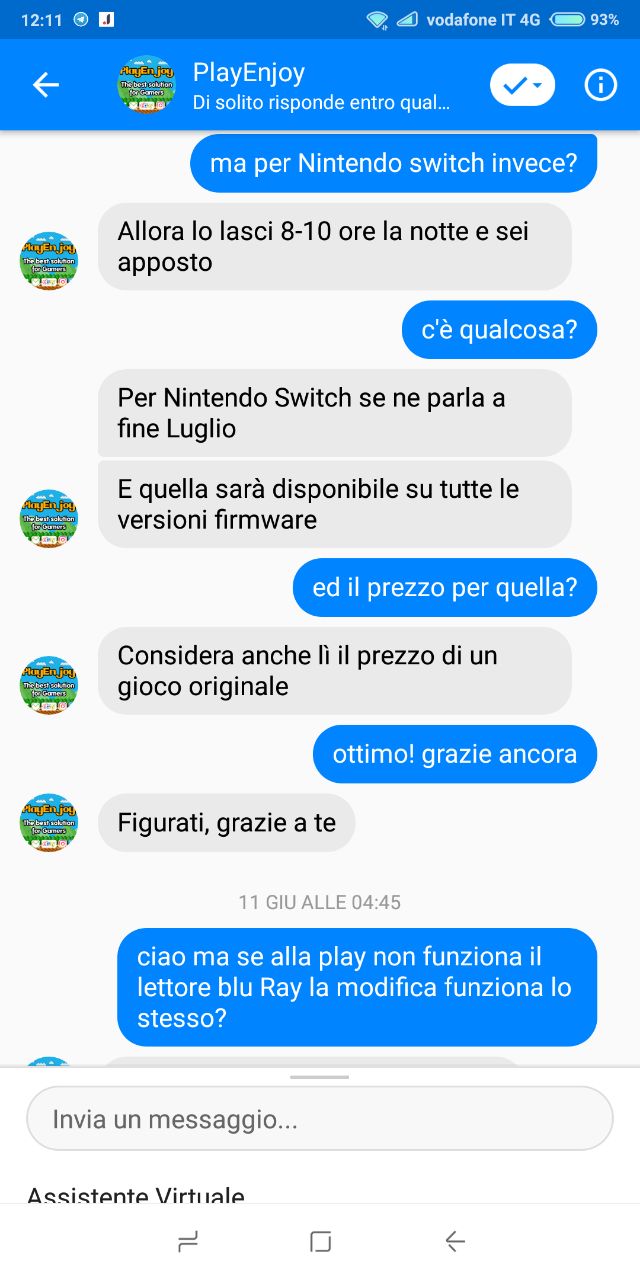 12:11 vodafone IT 4G 93%
PlayEnjoy
Di solito risponde entro qual...
ma per Nintendo switch invece?
Allora lo lasci 8-10 ore la notte e sei
apposto
c'è qualcosa?
Per Nintendo Switch se ne parla a
fine Luglio
E quella sarà disponibile su tutte le
versioni firmware
ed il prezzo per quella?
Considera anche lì il prezzo di un
gioco originale
ottimo! grazie ancora
Figurati, grazie a te
11 GIU ALLE 04:45
ciao ma se alla play non funziona il
lettore blu Ray la modifica funziona lo
stesso?
Invia un messaggio...
Assistente Virtuale